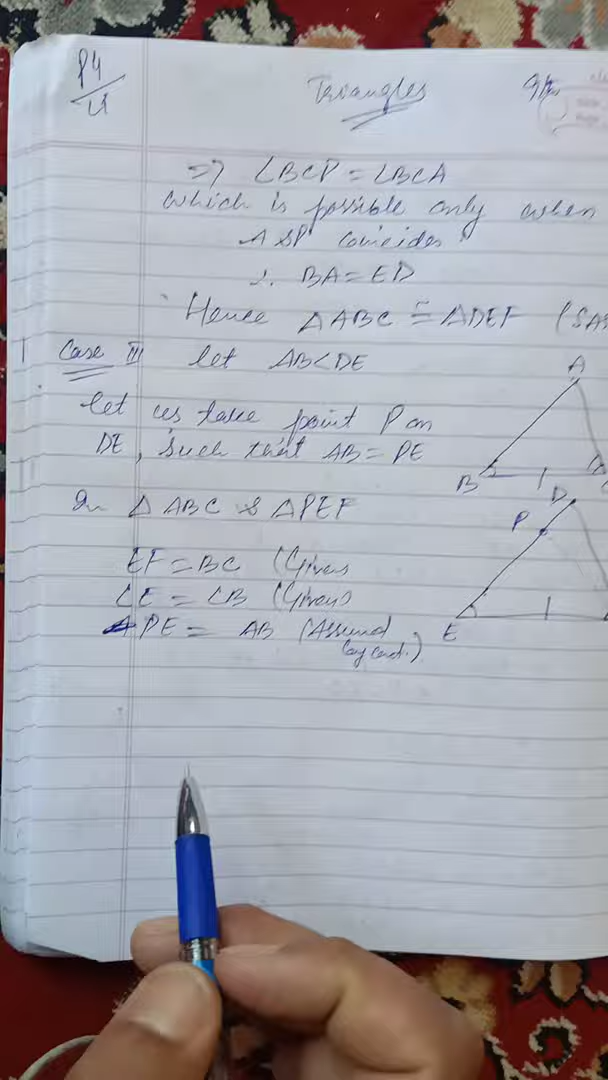 P4
Triangles
=> ∠BCP = ∠BCA
which is possible only when
A & P coincides
∴ BA = ED
Hence △ABC ≅ △DEF (SAS
Case III let AB < DE
let us take point P on
DE, such that AB = PE
In △ABC & △PEF
EF = BC (Given
∠E = ∠B (Given)
PE = AB (Assumed
by cont.)
A
B
D
P
E